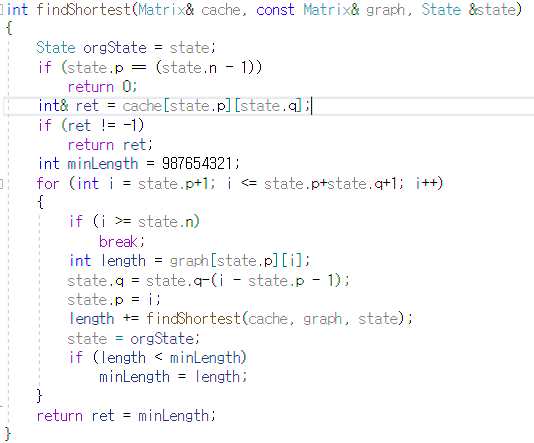 int findShortest(Matrix& cache, const Matrix& graph, State &state)
{
    State orgState = state;
    if (state.p == (state.n - 1))
        return 0;
    int& ret = cache[state.p][state.q];
    if (ret != -1)
        return ret;
    int minLength = 987654321;
    for (int i = state.p+1; i <= state.p+state.q+1; i++)
    {
        if (i >= state.n)
            break;
        int length = graph[state.p][i];
        state.q = state.q-(i - state.p - 1);
        state.p = i;
        length += findShortest(cache, graph, state);
        state = orgState;
        if (length < minLength)
            minLength = length;
    }
    return ret = minLength;
}